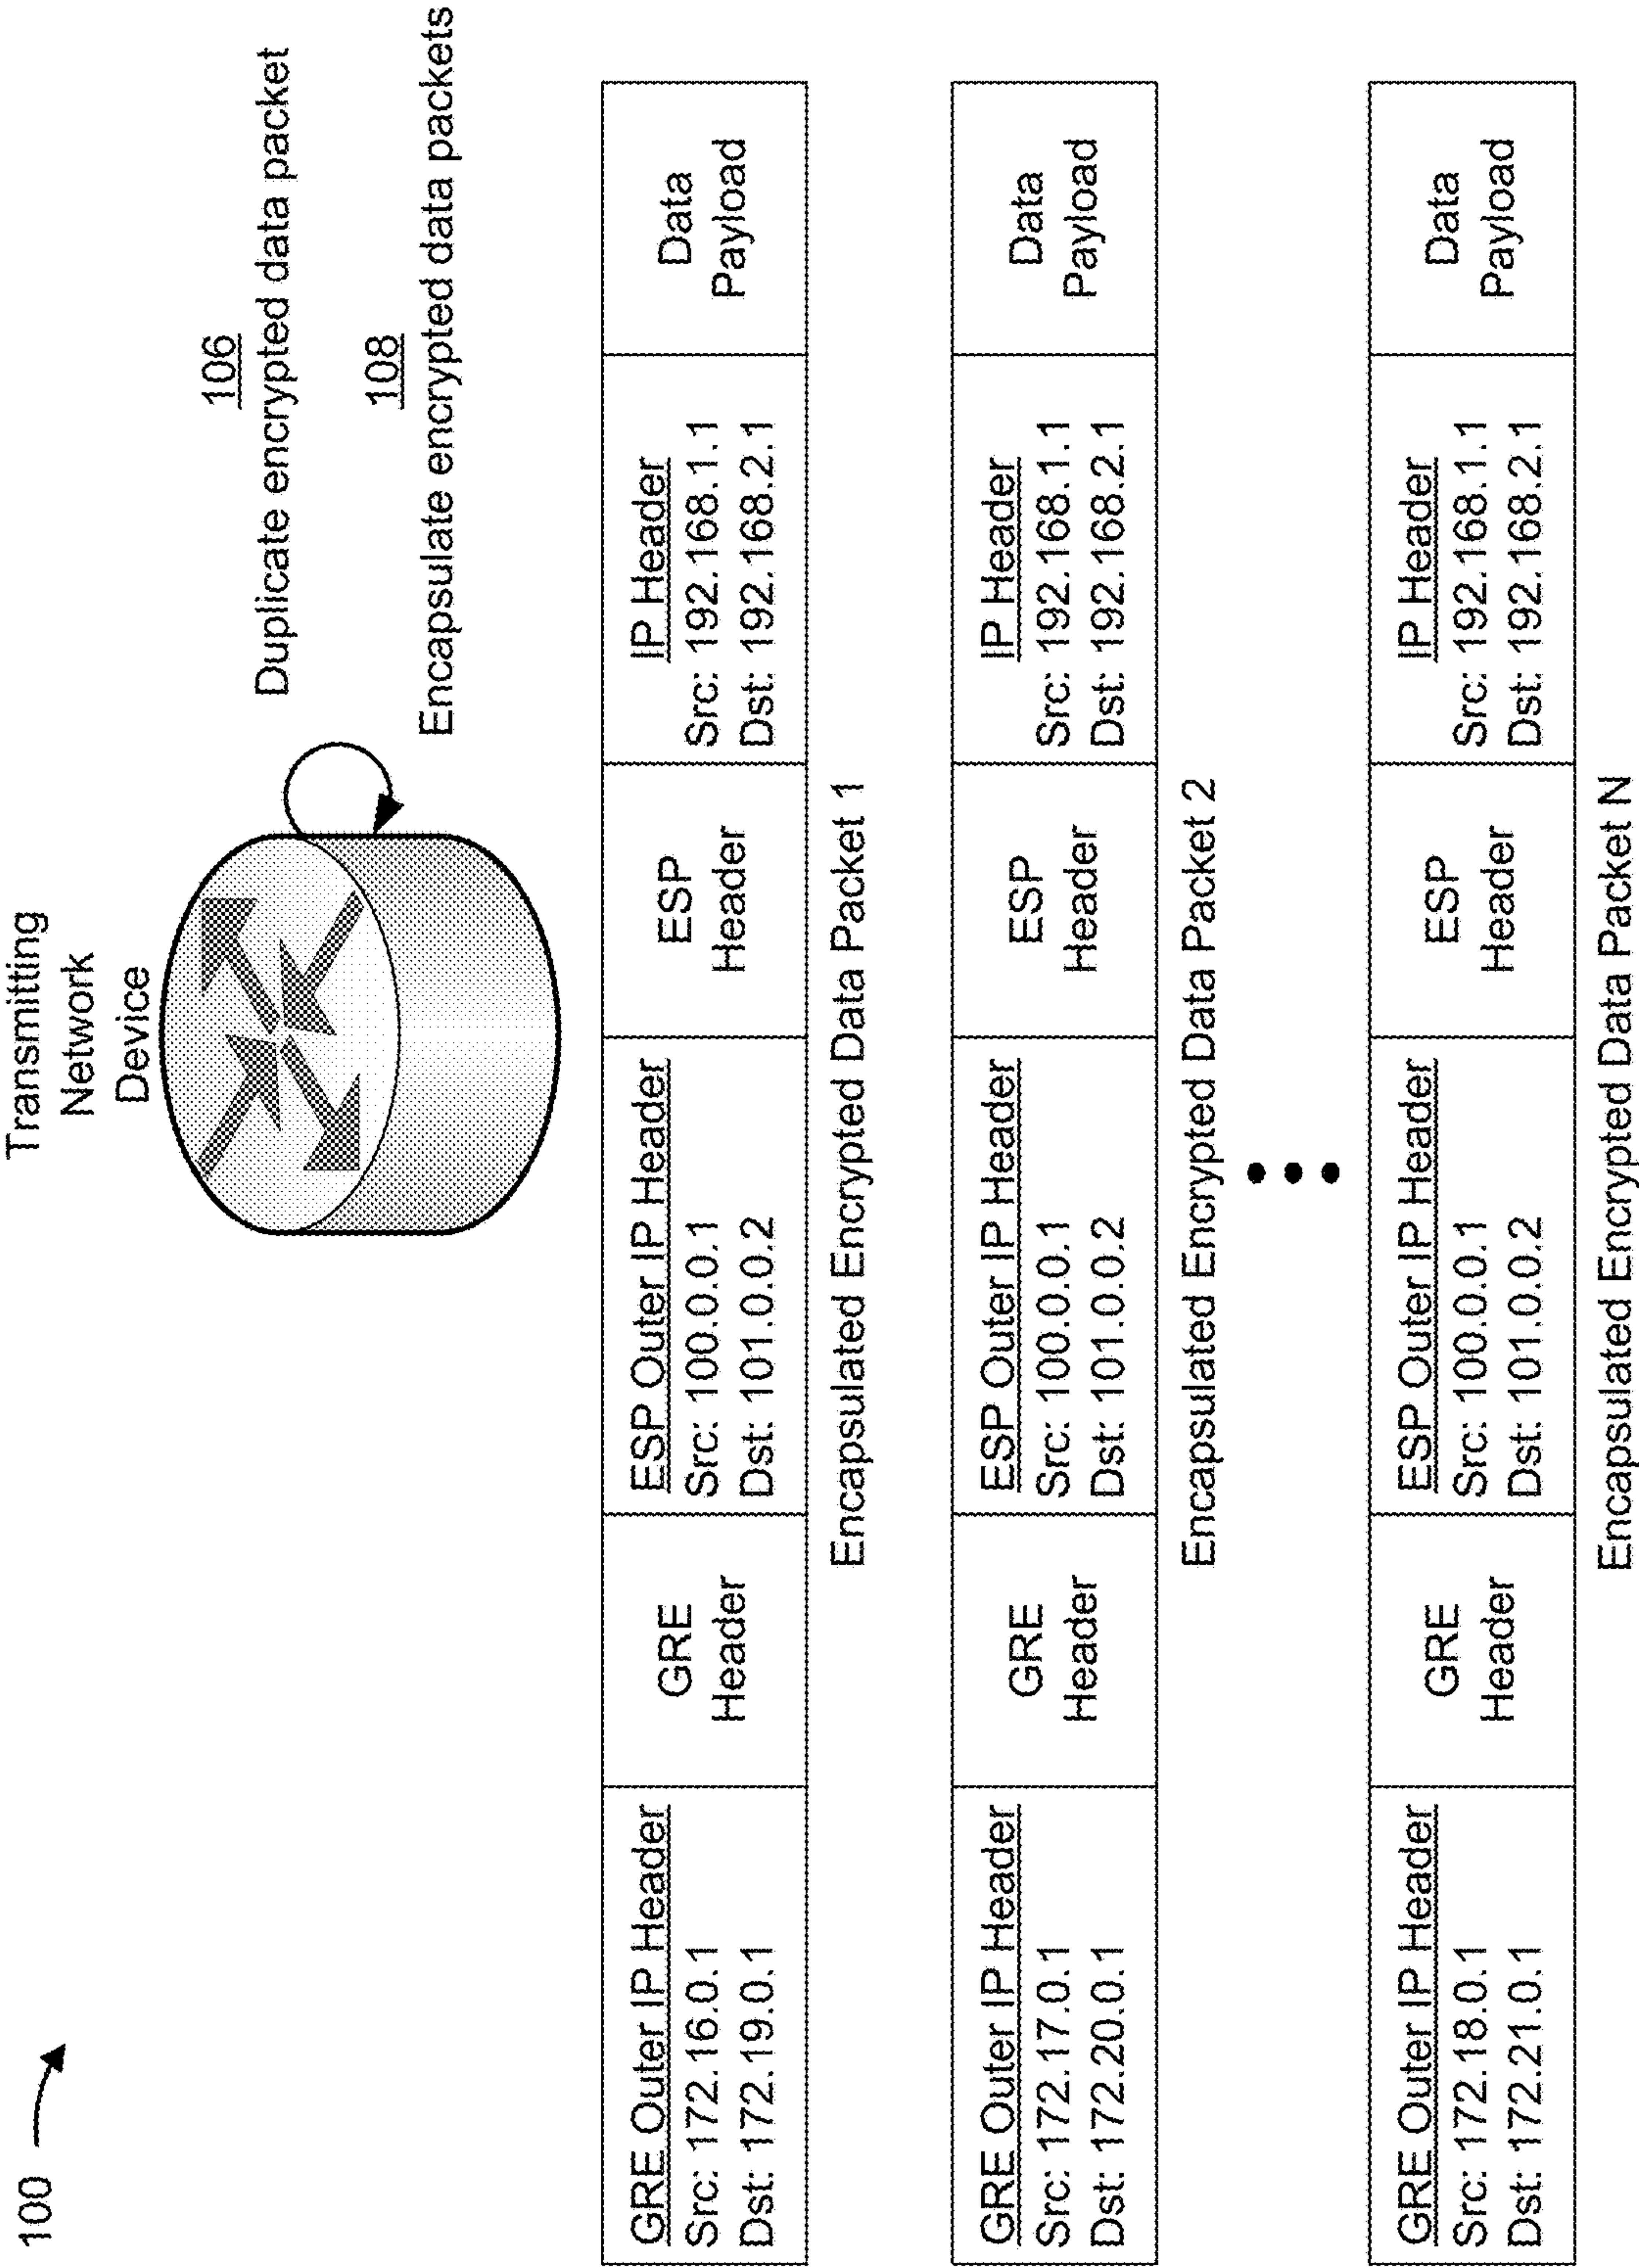 100
Transmitting
Network
Device
106
Duplicate encrypted data packet
108
Encapsulate encrypted data packets
GRE Outer IP Header
Src: 172.16.0.1
Dst: 172.19.0.1
GRE
Header
ESP Outer IP Header
Src: 100.0.0.1
Dst: 101.0.0.2
ESP
Header
IP Header
Src: 192.168.1.1
Dst: 192.168.2.1
Data
Payload
Encapsulated Encrypted Data Packet 1
GRE Outer IP Header
Src: 172.17.0.1
Dst: 172.20.0.1
GRE
Header
ESP Outer IP Header
Src: 100.0.0.1
Dst: 101.0.0.2
ESP
Header
IP Header
Src: 192.168.1.1
Dst: 192.168.2.1
Data
Payload
Encapsulated Encrypted Data Packet 2
GRE Outer IP Header
Src: 172.18.0.1
Dst: 172.21.0.1
GRE
Header
ESP Outer IP Header
Src: 100.0.0.1
Dst: 101.0.0.2
ESP
Header
IP Header
Src: 192.168.1.1
Dst: 192.168.2.1
Data
Payload
Encapsulated Encrypted Data Packet N